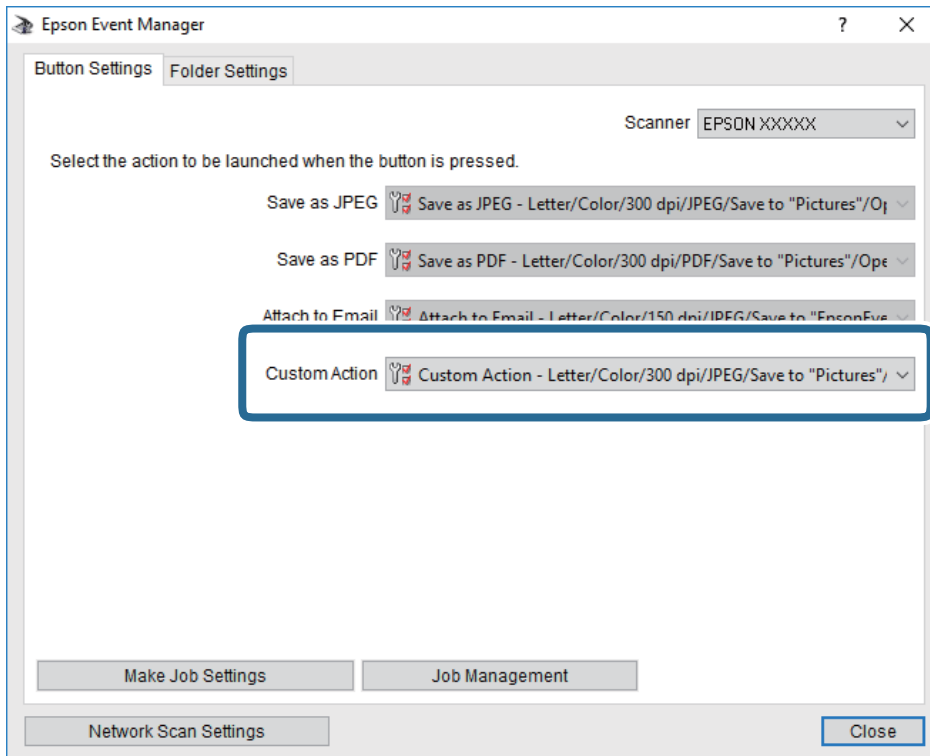 Epson Event Manager
Button Settings Folder Settings
Scanner EPSON XXXXX
Select the action to be launched when the button is pressed.
Save as JPEG Save as JPEG - Letter/Color/300 dpi/JPEG/Save to "Pictures"/Op
Save as PDF Save as PDF - Letter/Color/300 dpi/PDF/Save to "Pictures"/Ope
Attach to Email Attach to Email - Letter/Color/150 dpi/JPEG/Save to "EpsonEve
Custom Action Custom Action - Letter/Color/300 dpi/JPEG/Save to "Pictures"/
Make Job Settings Job Management
Network Scan Settings Close